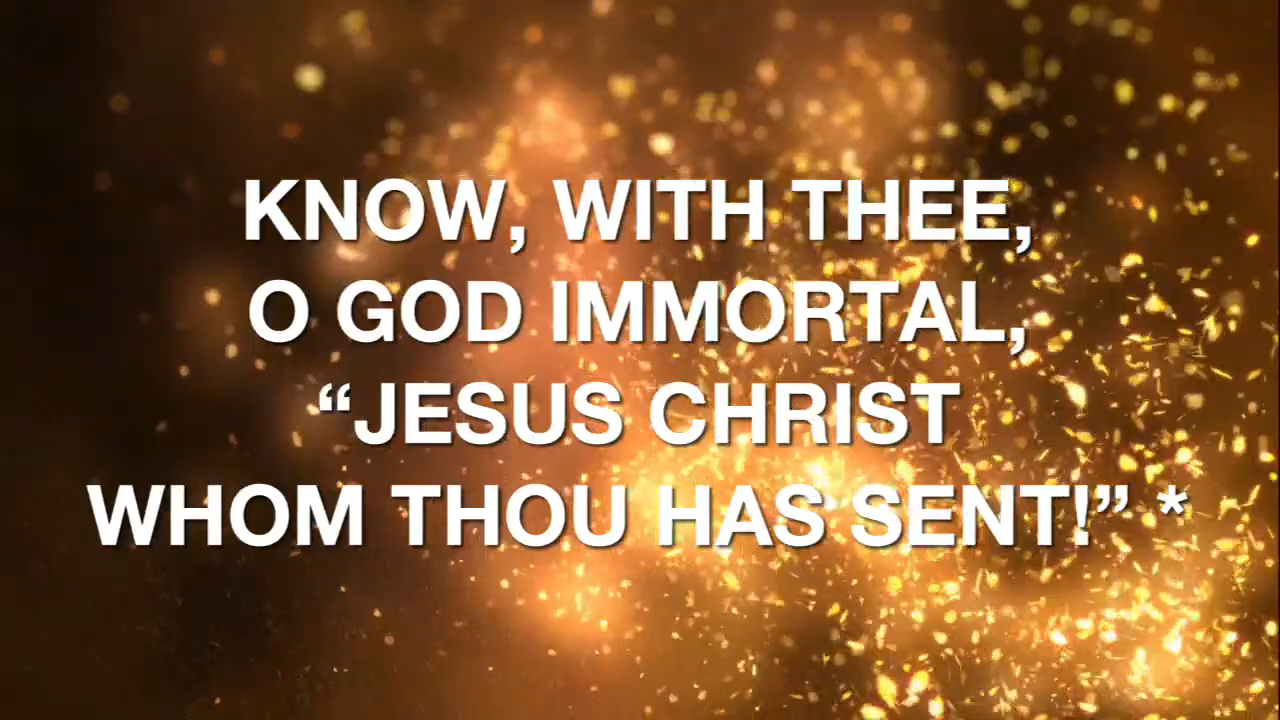 KNOW, WITH THEE,
O GOD IMMORTAL,
“JESUS CHRIST
WHOM THOU HAS SENT!” *